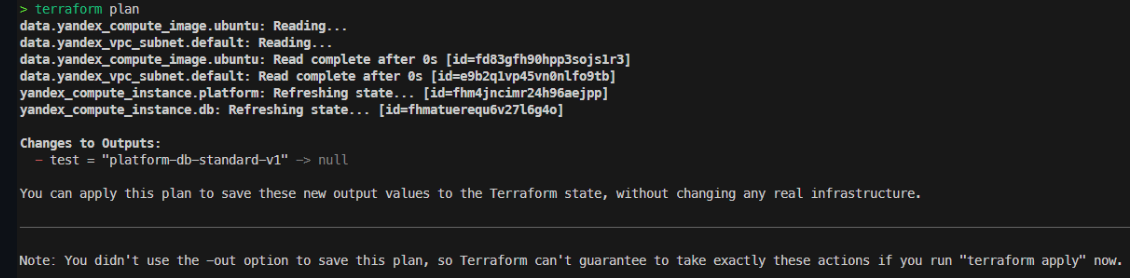 > terraform plan
data.yandex_compute_image.ubuntu: Reading...
data.yandex_vpc_subnet.default: Reading...
data.yandex_compute_image.ubuntu: Read complete after 0s [id=fd83gfh90hpp3sojs1r3]
data.yandex_vpc_subnet.default: Read complete after 0s [id=e9b2q1vp45vn0nlfo9tb]
yandex_compute_instance.platform: Refreshing state... [id=fhm4jncimr24h96aejpp]
yandex_compute_instance.db: Refreshing state... [id=fhmatuerequ6v27l6g4o]
Changes to Outputs:
- test = "platform-db-standard-v1" -> null
You can apply this plan to save these new output values to the Terraform state, without changing any real infrastructure.
Note: You didn't use the -out option to save this plan, so Terraform can't guarantee to take exactly these actions if you run "terraform apply" now.